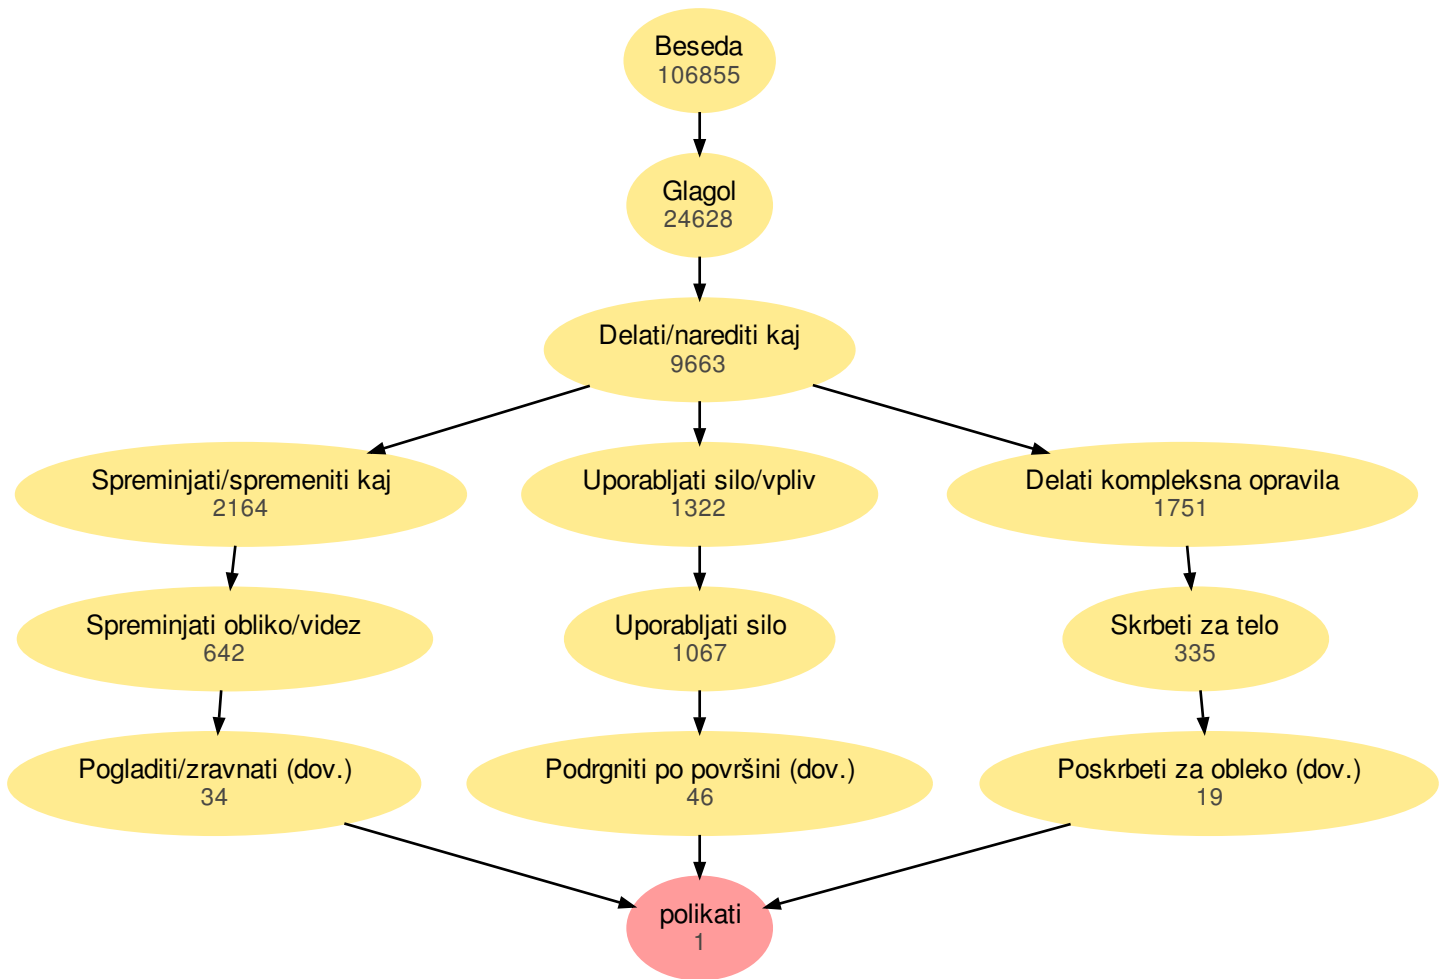 Beseda
106855
Glagol
24628
Delati/narediti kaj
9663
Spreminjati/spremeniti kaj
2164
Uporabljati silo/vpliv
1322
Delati kompleksna opravila
1751
Spreminjati obliko/videz
642
Uporabljati silo
1067
Skrbeti za telo
335
Pogladiti/zravnati (dov.)
34
Podrgniti po površini (dov.)
46
Poskrbeti za obleko (dov.)
19
polikati
1